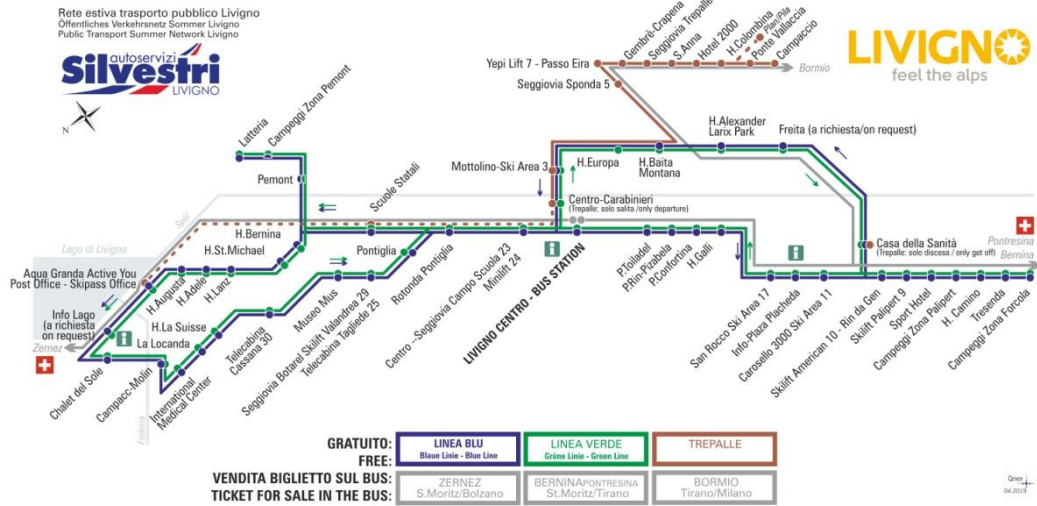 Rete estiva trasporto pubblico Livigno
Öffentliches Verkehrsnetz Sommer Livigno
Public Transport Summer Network Livigno
autoservizi
Silvestri
LIVIGNO
N
LIVIGNO
feel the alps
Yepi Lift 7 - Passo Eira
Gembrè-Crapena
Seggiovia Trepalle
S.Anna
Hotel 2000
H.Colombina
Plan/Pila
Ponte Vallaccia
Campaccio
Bormio
Seggiovia Sponda 5
Latteria
Campeggi Zona Pemont
Pemont
Scuole Statali
Mottolino-Ski Area 3
H.Europa
H.Baita
Montana
H.Alexander
Larix Park
Freita (a richiesta/on request)
Centro-Carabinieri
(Trepalle: solo salita /only departure)
Casa della Sanità
(Trepalle: solo discesa / only get off)
Pontresina
Bernina
Spöl
Lago di Livigno
H.Bernina
H.St.Michael
H.Lanz
H.Adele
H.Augusta
Aqua Granda Active You
Post Office - Skipass Office
Info Lago
(a richiesta
on request)
Zernez
Chalet del Sole
Campacc-Molin
Federia
International
Medical Center
La Locanda
H.La Suisse
Telecabina
Cassana 30
Museo Mus
Seggiovia Botarel Skilift Valandrea 29
Telecabina Tagliede 25
Pontiglia
Rotonda Pontiglia
Centro --Seggiovia Campo Scuola 23
Minilift 24
LIVIGNO CENTRO - BUS STATION
P.Toiladel
P.Rin-Pizabela
P.Confortina
H.Galli
San Rocco Ski Area 17
Info-Plaza Placheda
Carosello 3000 Ski Area 11
Skilift American 10 - Rin da Gen
Skilift Palipert 9
Sport Hotel
Campeggi Zona Palipert
H. Camino
Tresenda
Campeggi Zona Forcola
GRATUITO:
FREE:
LINEA BLU
Blaue Linie - Blue Line
LINEA VERDE
Grüne Linie - Green Line
TREPALLE
VENDITA BIGLIETTO SUL BUS:
TICKET FOR SALE IN THE BUS:
ZERNEZ
S.Moritz/Bolzano
BERNINAPONTRESINA
St.Moritz/Tirano
BORMIO
Tirano/Milano
Qnex
04.2019